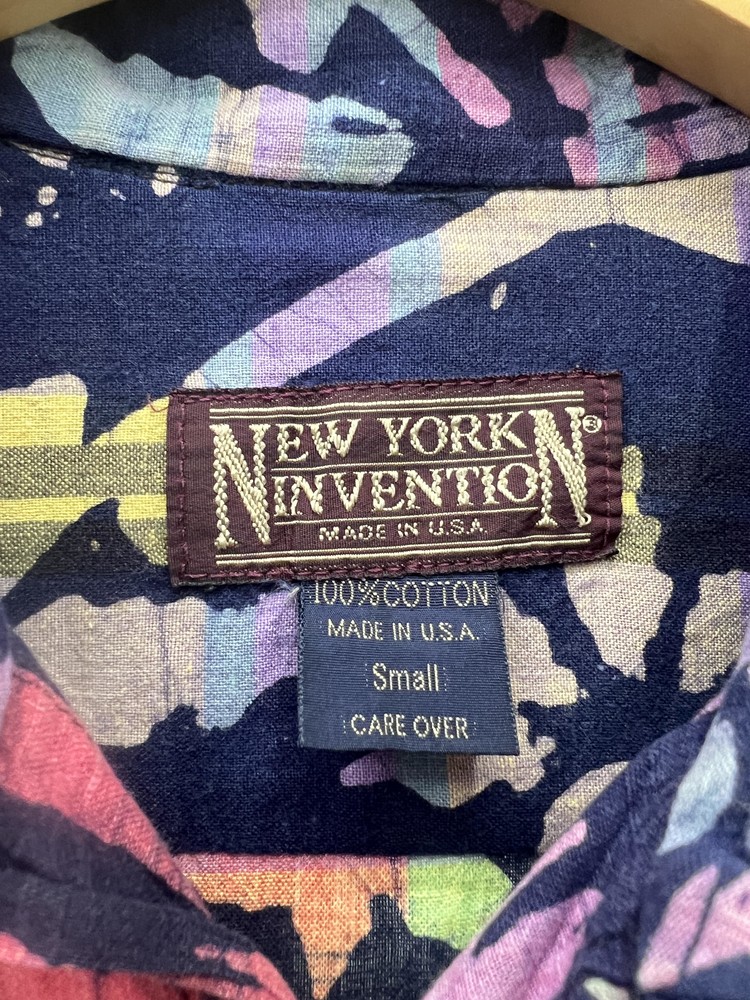 NEW YORK
INVENTION®
MADE IN U.S.A.
100% COTTON
MADE IN U.S.A.
Small
CARE OVER